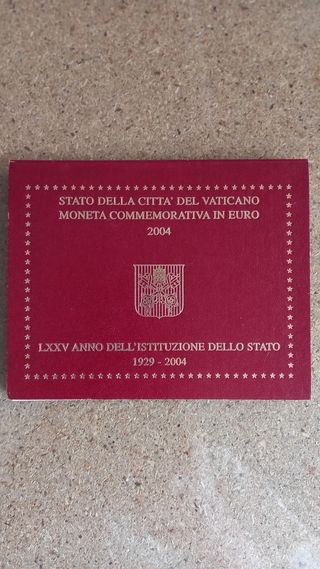 STATO DELLA CITTA' DEL VATICANO
MONETA COMMEMORATIVA IN EURO
2004
LXXV ANNO DELL'ISTITUZIONE DELLO STATO
1929 - 2004